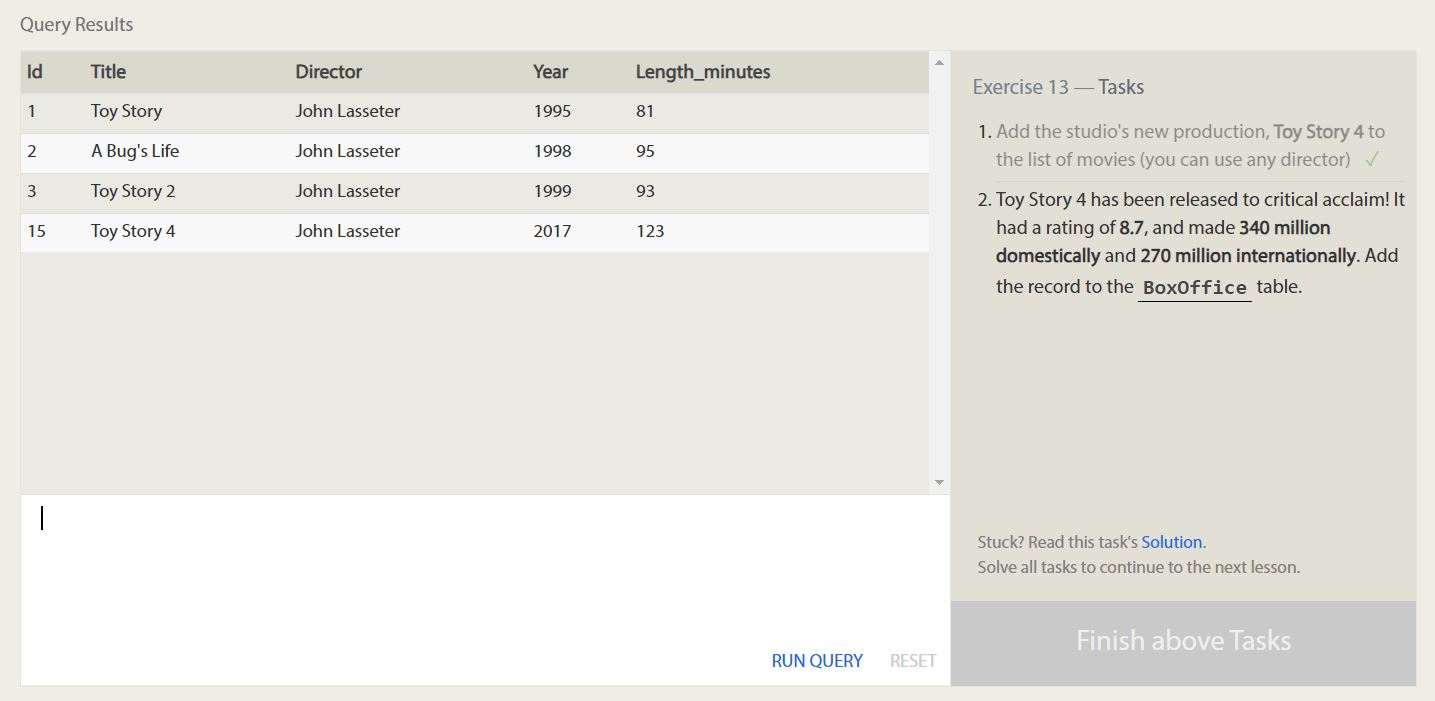 Query Results
Id Title Director Year Length_minutes
1 Toy Story John Lasseter 1995 81
2 A Bug's Life John Lasseter 1998 95
3 Toy Story 2 John Lasseter 1999 93
15 Toy Story 4 John Lasseter 2017 123
RUN QUERY RESET
Exercise 13 — Tasks
1. Add the studio's new production, Toy Story 4 to
the list of movies (you can use any director) ✓
2. Toy Story 4 has been released to critical acclaim! It
had a rating of 8.7, and made 340 million
domestically and 270 million internationally. Add
the record to the BoxOffice table.
Stuck? Read this task's Solution.
Solve all tasks to continue to the next lesson.
Finish above Tasks